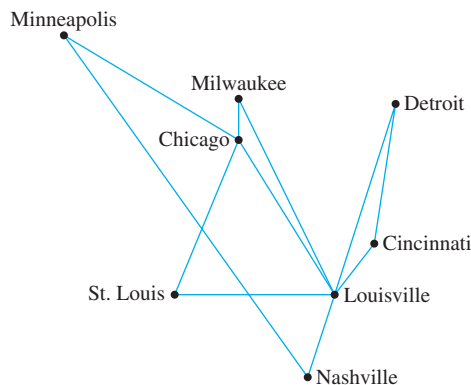 Minneapolis
Milwaukee
Detroit
Chicago
Cincinnati
St. Louis
Louisville
Nashville